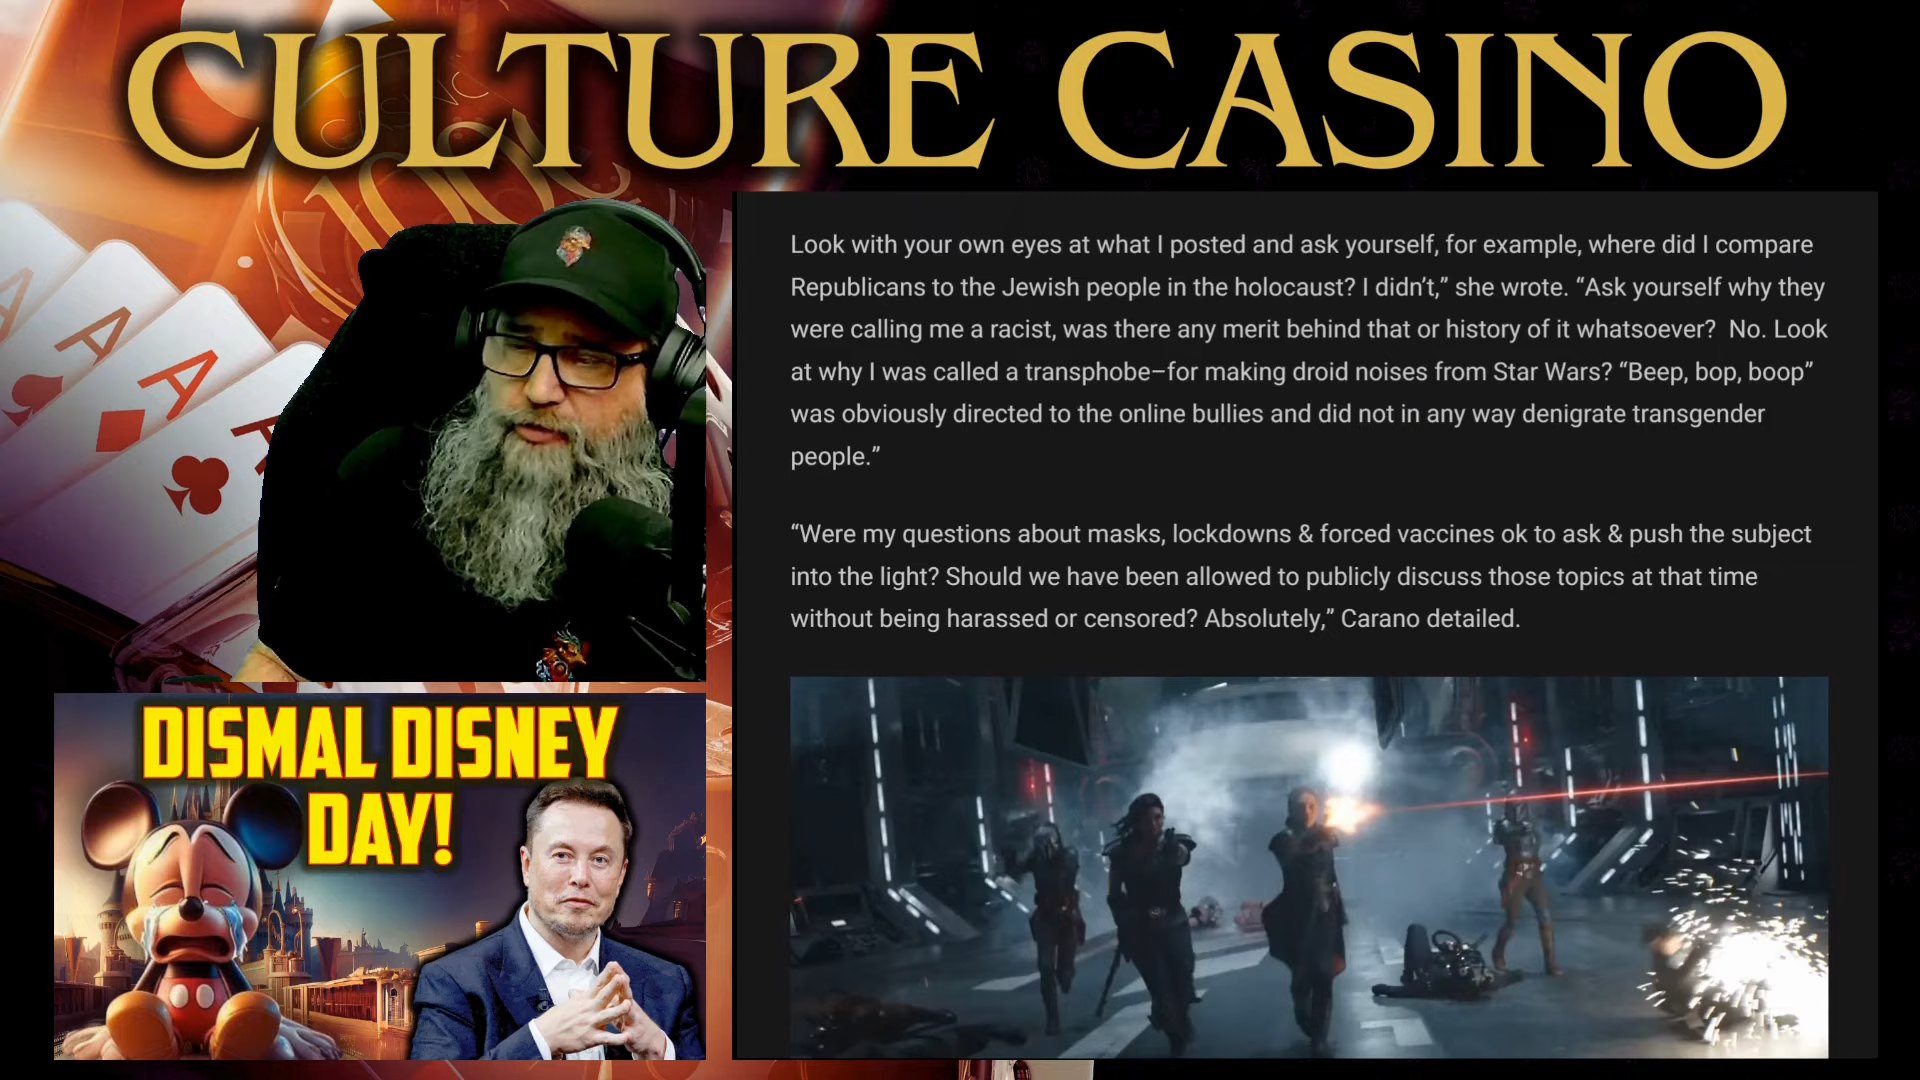 CULTURE CASINO
Look with your own eyes at what I posted and ask yourself, for example, where did I compare
Republicans to the Jewish people in the holocaust? I didn’t,” she wrote. “Ask yourself why they
were calling me a racist, was there any merit behind that or history of it whatsoever?  No. Look
at why I was called a transphobe–for making droid noises from Star Wars? “Beep, bop, boop”
was obviously directed to the online bullies and did not in any way denigrate transgender
people.”
“Were my questions about masks, lockdowns & forced vaccines ok to ask & push the subject
into the light? Should we have been allowed to publicly discuss those topics at that time
without being harassed or censored? Absolutely,” Carano detailed.
DISMAL DISNEY
DAY!
CASINO
100
A
A
A
A